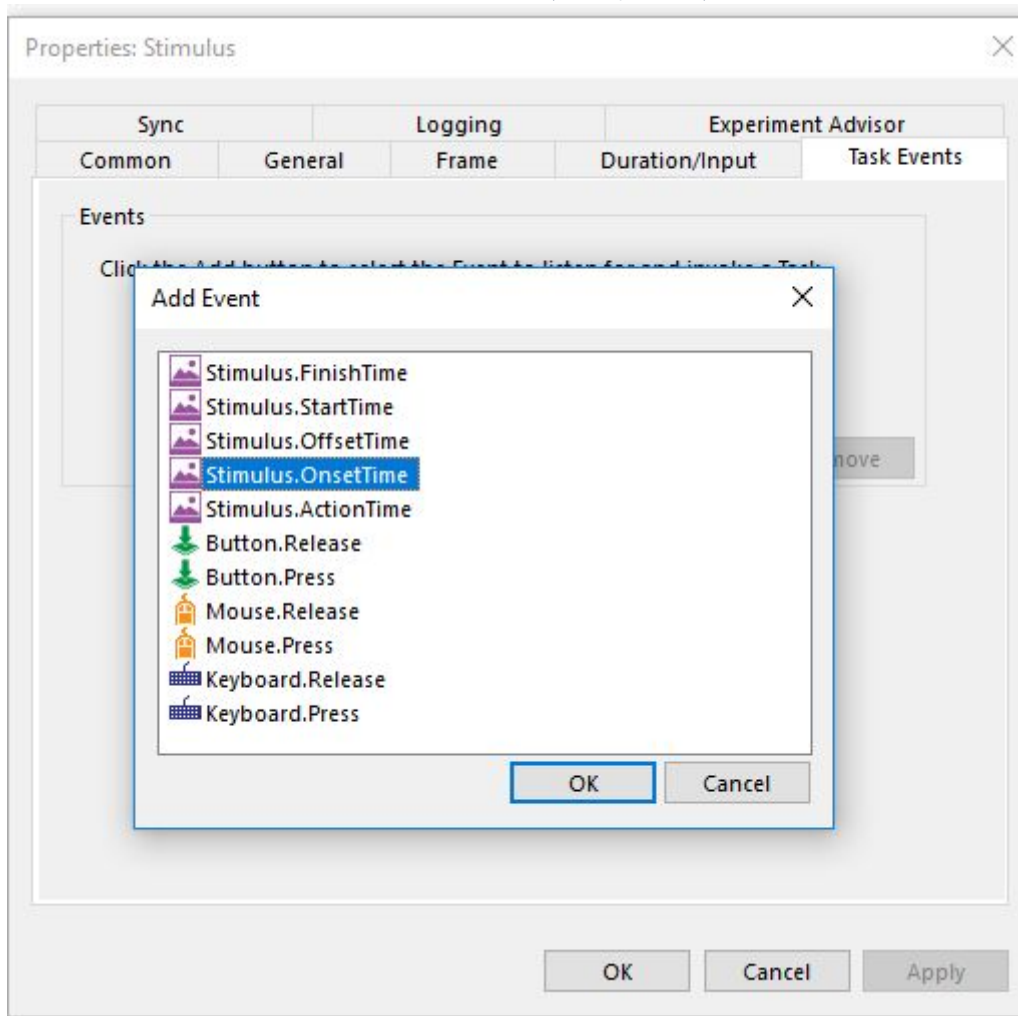 Properties: Stimulus
Sync Logging Experiment Advisor
Common General Frame Duration/Input Task Events
Events
Add Event
Stimulus.FinishTime
Stimulus.StartTime
Stimulus.OffsetTime
Stimulus.OnsetTime
Stimulus.ActionTime
Button.Release
Button.Press
Mouse.Release
Mouse.Press
Keyboard.Release
Keyboard.Press
OK Cancel
OK Cancel Apply